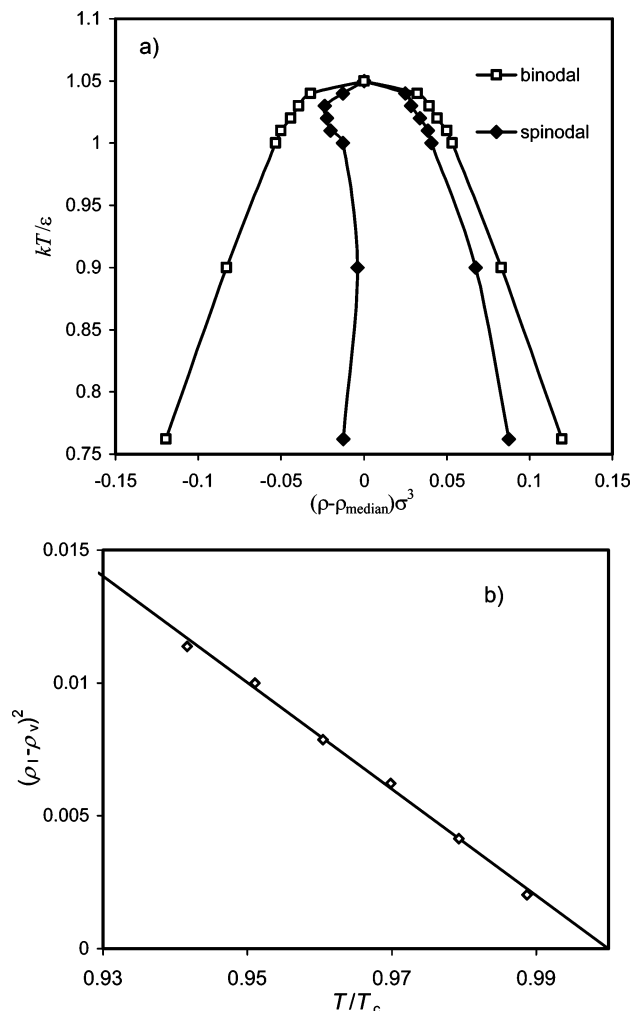 1.1
a)
binodal
1.05
spinodal
1
0.95
kT/ε
0.9
0.85
0.8
0.75
-0.15 -0.1 -0.05 0 0.05 0.1 0.15
(ρ-ρmedian)σ³
0.015
b)
0.01
(ρl-ρv)²
0.005
0
0.93 0.95 0.97 0.99
T/Tc